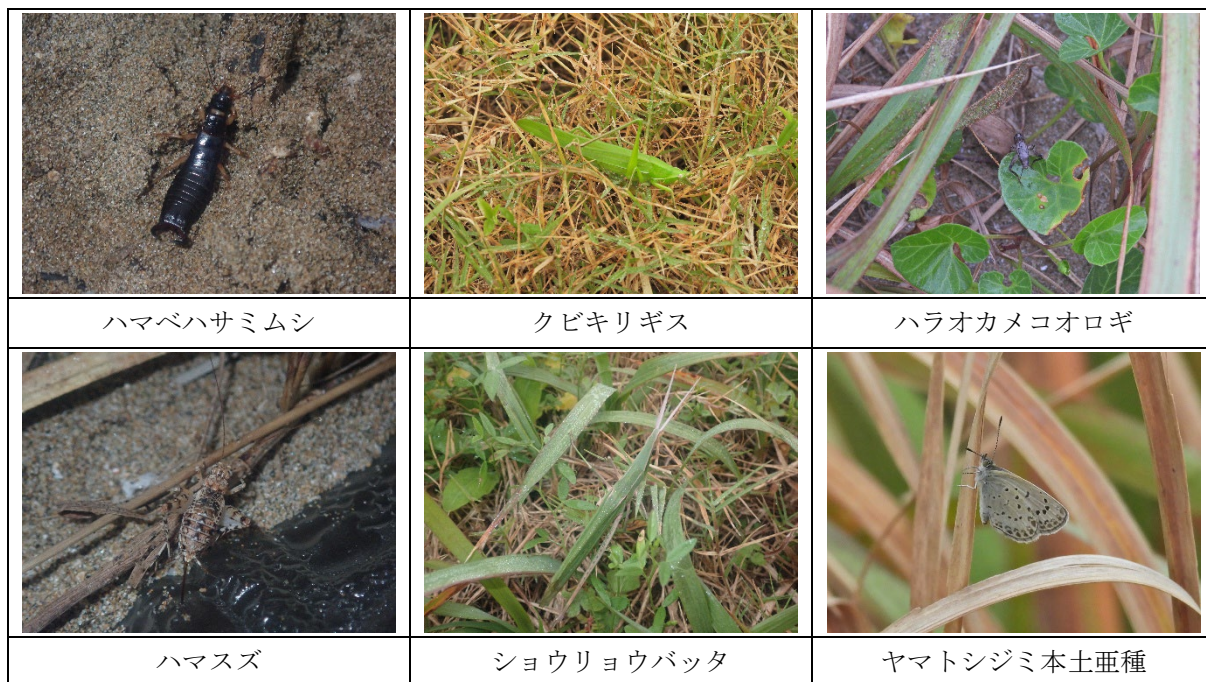 ハマベハサミムシ
クビキリギス
ハラオカメコオロギ
ハマスズ
ショウリョウバッタ
ヤマトシジミ本土亜種